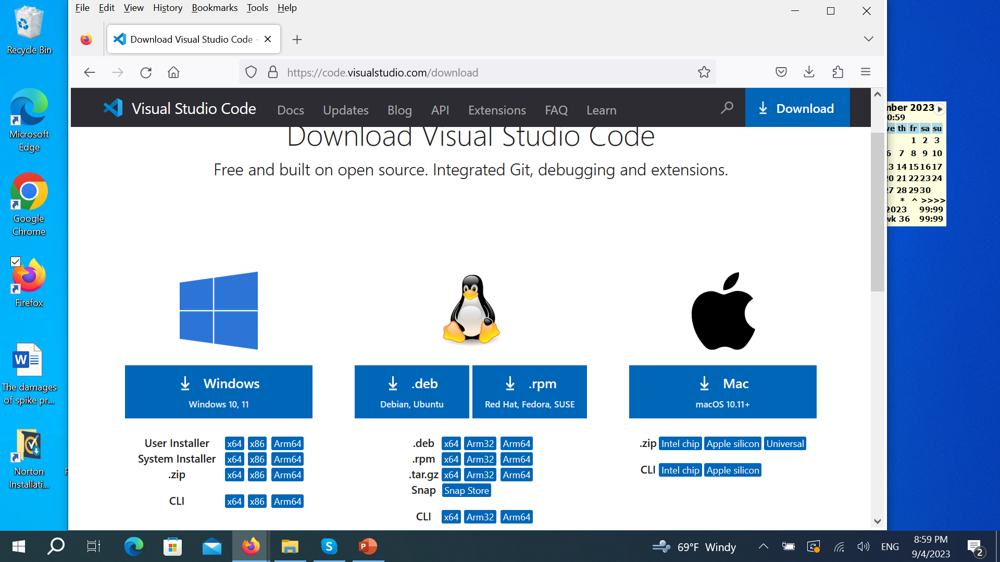 Recycle Bin
Microsoft
Edge
Google
Chrome
Firefox
The damages
of spike pr...
Norton
Installati...
File Edit View History Bookmarks Tools Help
Download Visual Studio Code -
https://code.visualstudio.com/download
Visual Studio Code Docs Updates Blog API Extensions FAQ Learn Download
Download Visual Studio Code
Free and built on open source. Integrated Git, debugging and extensions.
Windows
Windows 10, 11
User Installer x64 x86 Arm64
System Installer x64 x86 Arm64
.zip x64 x86 Arm64
CLI x64 x86 Arm64
.deb
Debian, Ubuntu
.rpm
Red Hat, Fedora, SUSE
.deb x64 Arm32 Arm64
.rpm x64 Arm32 Arm64
.tar.gz x64 Arm32 Arm64
Snap Snap Store
CLI x64 Arm32 Arm64
Mac
macOS 10.11+
.zip Intel chip Apple silicon Universal
CLI Intel chip Apple silicon
2023
:59
th fr sa su
1 2 3
7 8 9 10
14 15 16 17
21 22 23 24
28 29 30
* ^ >>>>
2023 99:99
wk 36 99:99
69°F Windy
ENG
8:59 PM
9/4/2023
2